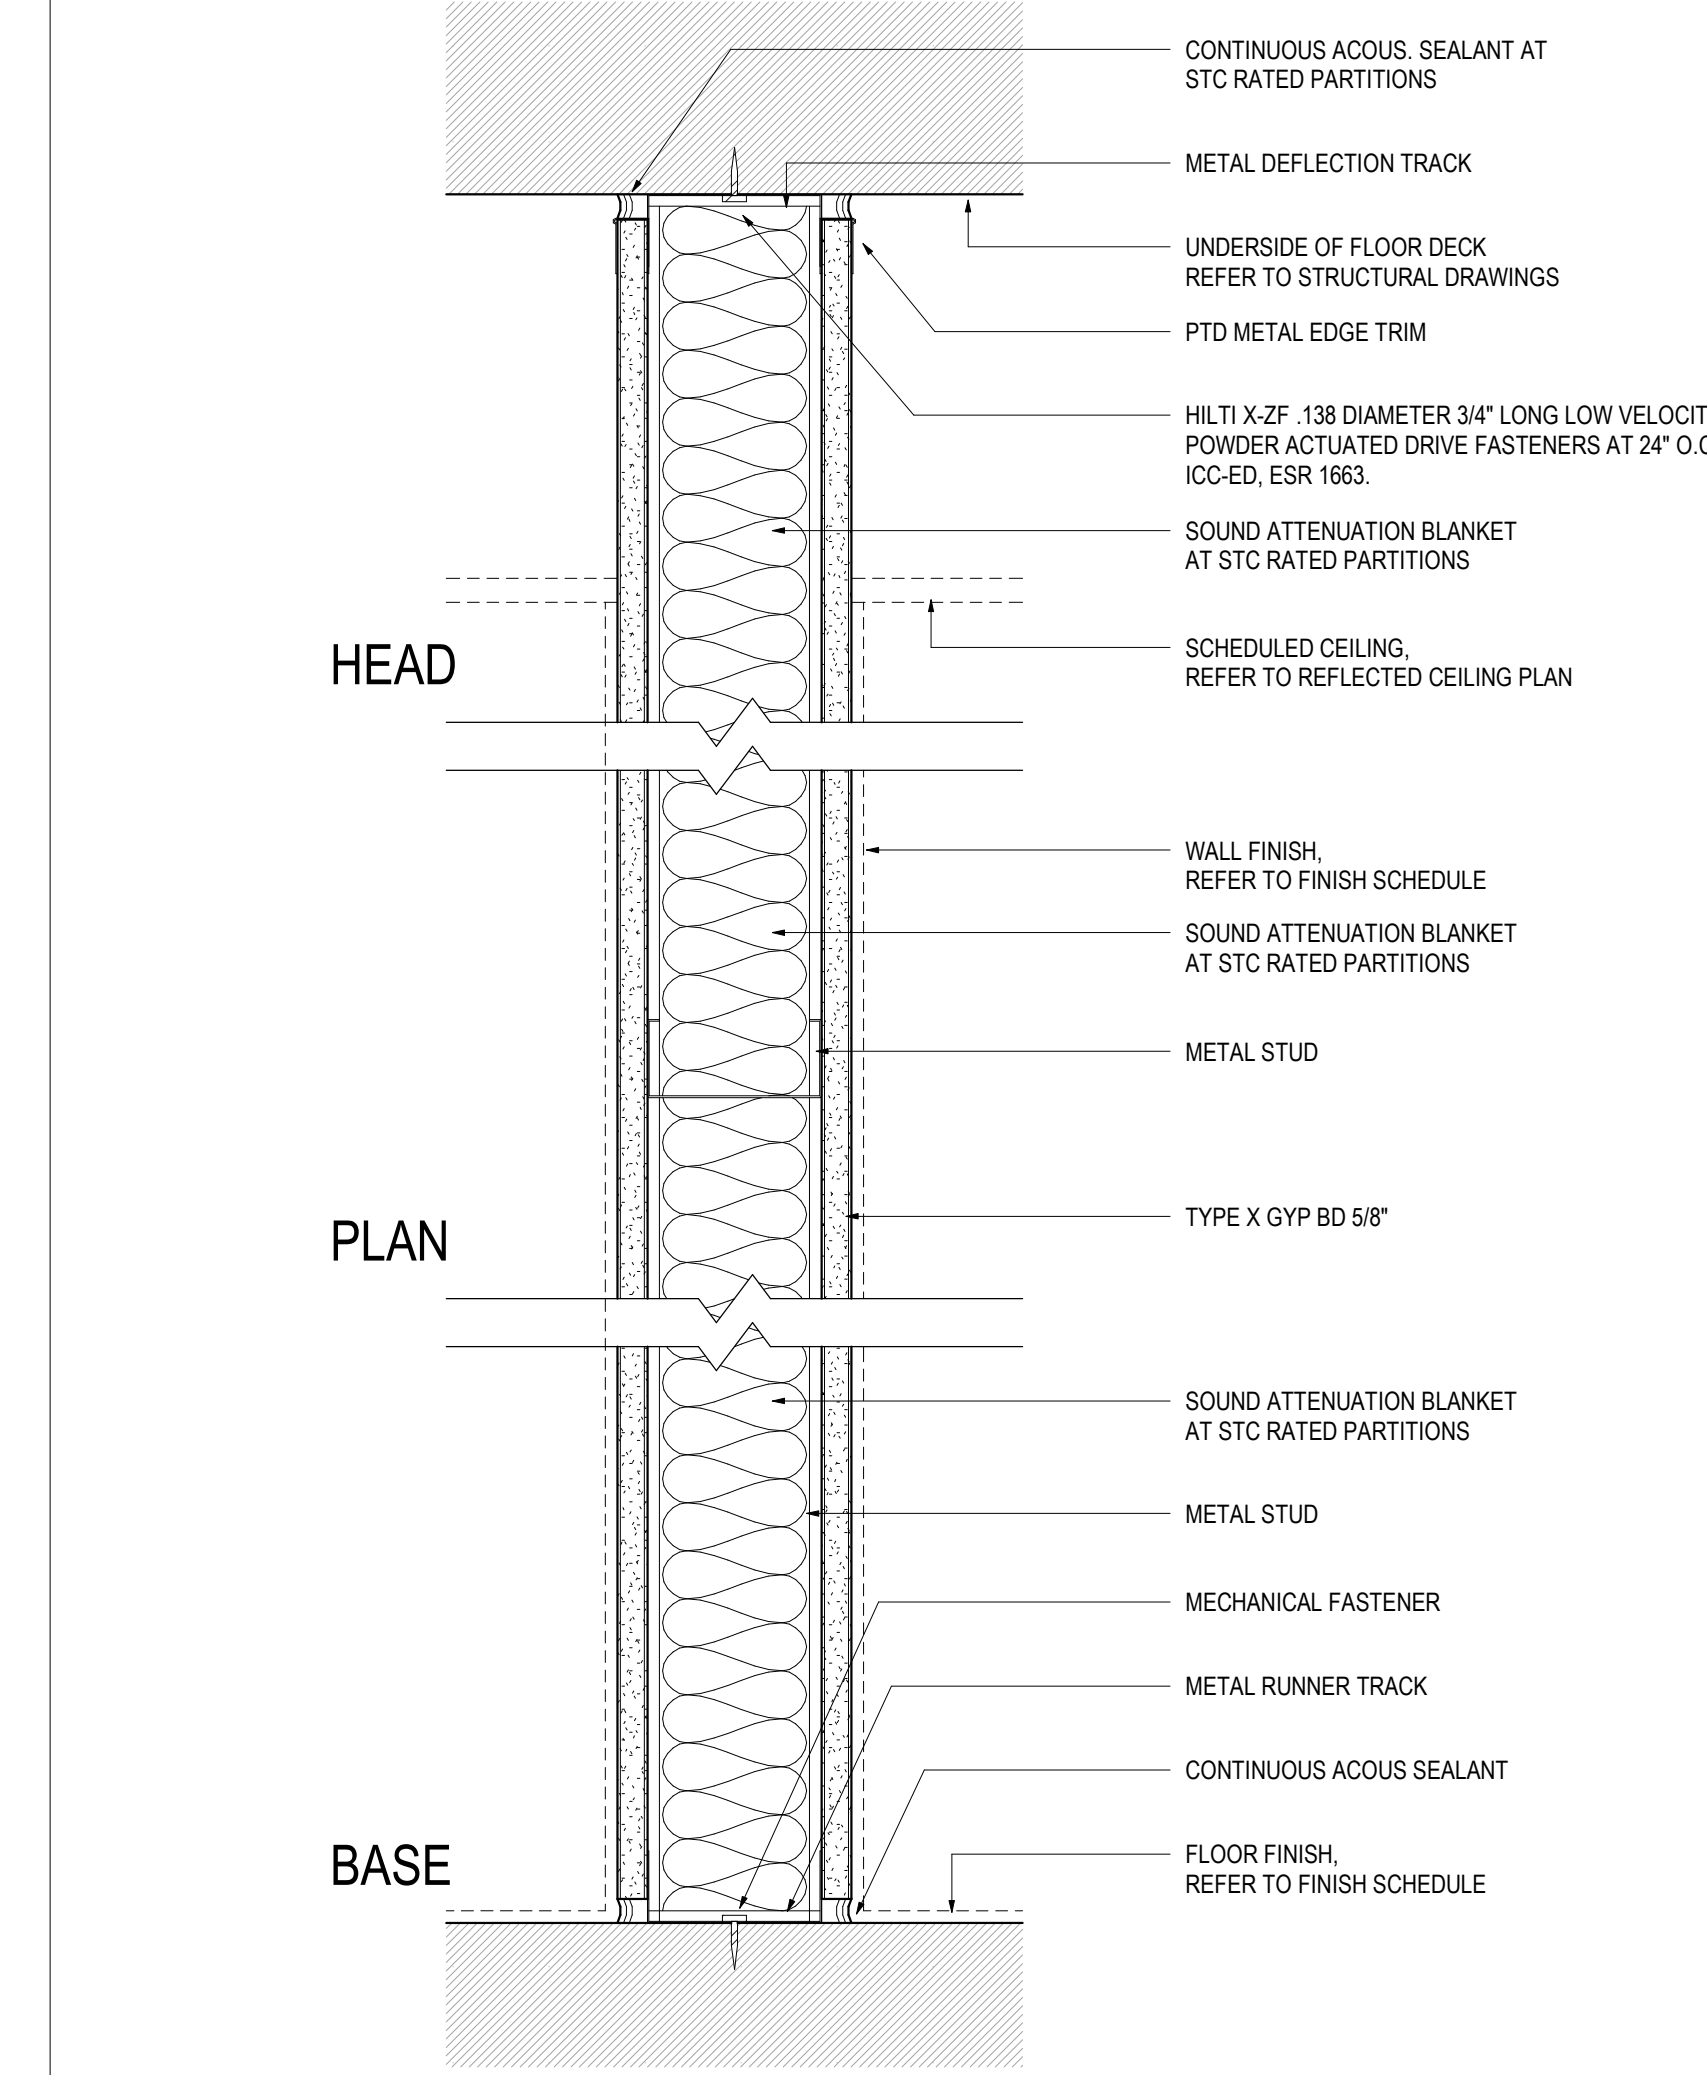 CONTINUOUS ACOUS. SEALANT AT
STC RATED PARTITIONS
METAL DEFLECTION TRACK
UNDERSIDE OF FLOOR DECK
REFER TO STRUCTURAL DRAWINGS
PTD METAL EDGE TRIM
HILTI X-ZF .138 DIAMETER 3/4" LONG LOW VELOCIT
POWDER ACTUATED DRIVE FASTENERS AT 24" O.C
ICC-ED, ESR 1663.
SOUND ATTENUATION BLANKET
AT STC RATED PARTITIONS
HEAD
SCHEDULED CEILING,
REFER TO REFLECTED CEILING PLAN
WALL FINISH,
REFER TO FINISH SCHEDULE
SOUND ATTENUATION BLANKET
AT STC RATED PARTITIONS
METAL STUD
PLAN
TYPE X GYP BD 5/8"
SOUND ATTENUATION BLANKET
AT STC RATED PARTITIONS
METAL STUD
MECHANICAL FASTENER
METAL RUNNER TRACK
CONTINUOUS ACOUS SEALANT
BASE
FLOOR FINISH,
REFER TO FINISH SCHEDULE